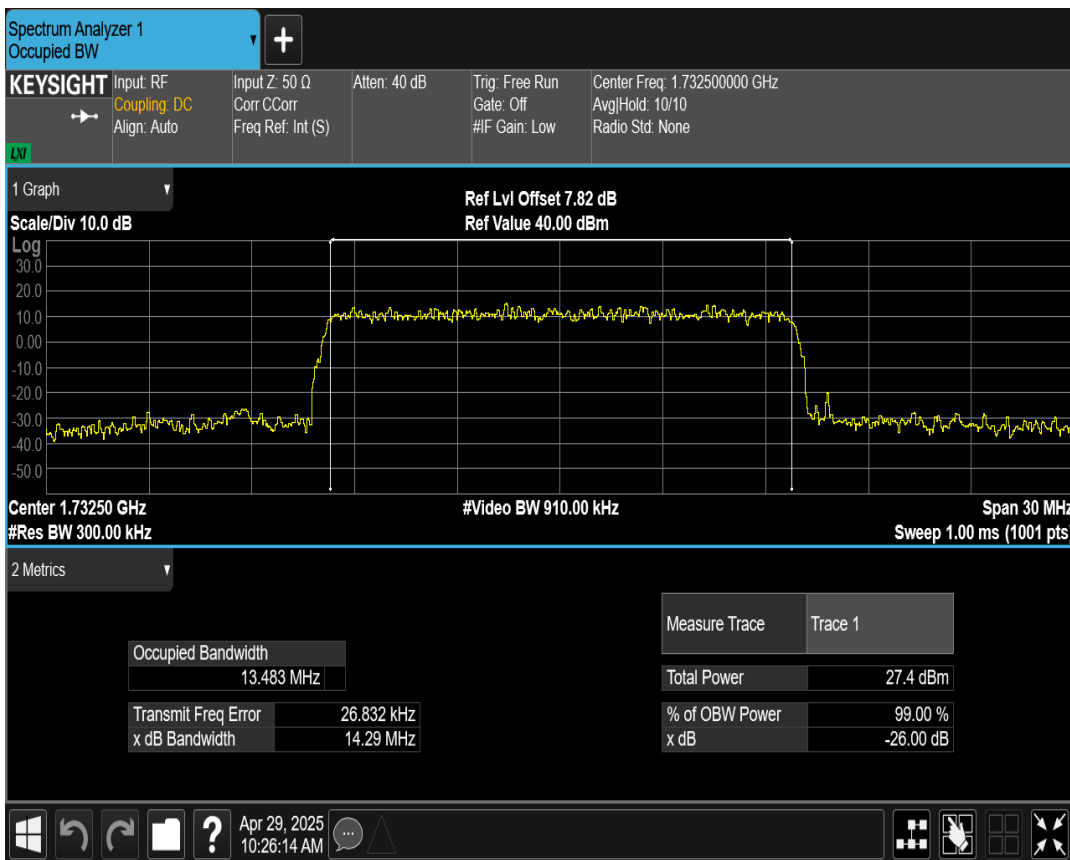 Spectrum Analyzer 1
Occupied BW
+
KEYSIGHT
LXI
Input: RF
Coupling: DC
Align: Auto
Input Z: 50 Ω
Corr CCorr
Freq Ref: Int (S)
Atten: 40 dB
Trig: Free Run
Gate: Off
#IF Gain: Low
Center Freq: 1.732500000 GHz
Avg|Hold: 10/10
Radio Std: None
1 Graph
Scale/Div 10.0 dB
Ref Lvl Offset 7.82 dB
Ref Value 40.00 dBm
Log
30.0
20.0
10.0
0.00
-10.0
-20.0
-30.0
-40.0
-50.0
Center 1.73250 GHz
#Video BW 910.00 kHz
Span 30 MHz
#Res BW 300.00 kHz
Sweep 1.00 ms (1001 pts)
2 Metrics
Measure Trace Trace 1
Occupied Bandwidth
13.483 MHz
Total Power 27.4 dBm
Transmit Freq Error 26.832 kHz
% of OBW Power 99.00 %
x dB Bandwidth 14.29 MHz
x dB -26.00 dB
?
Apr 29, 2025
10:26:14 AM